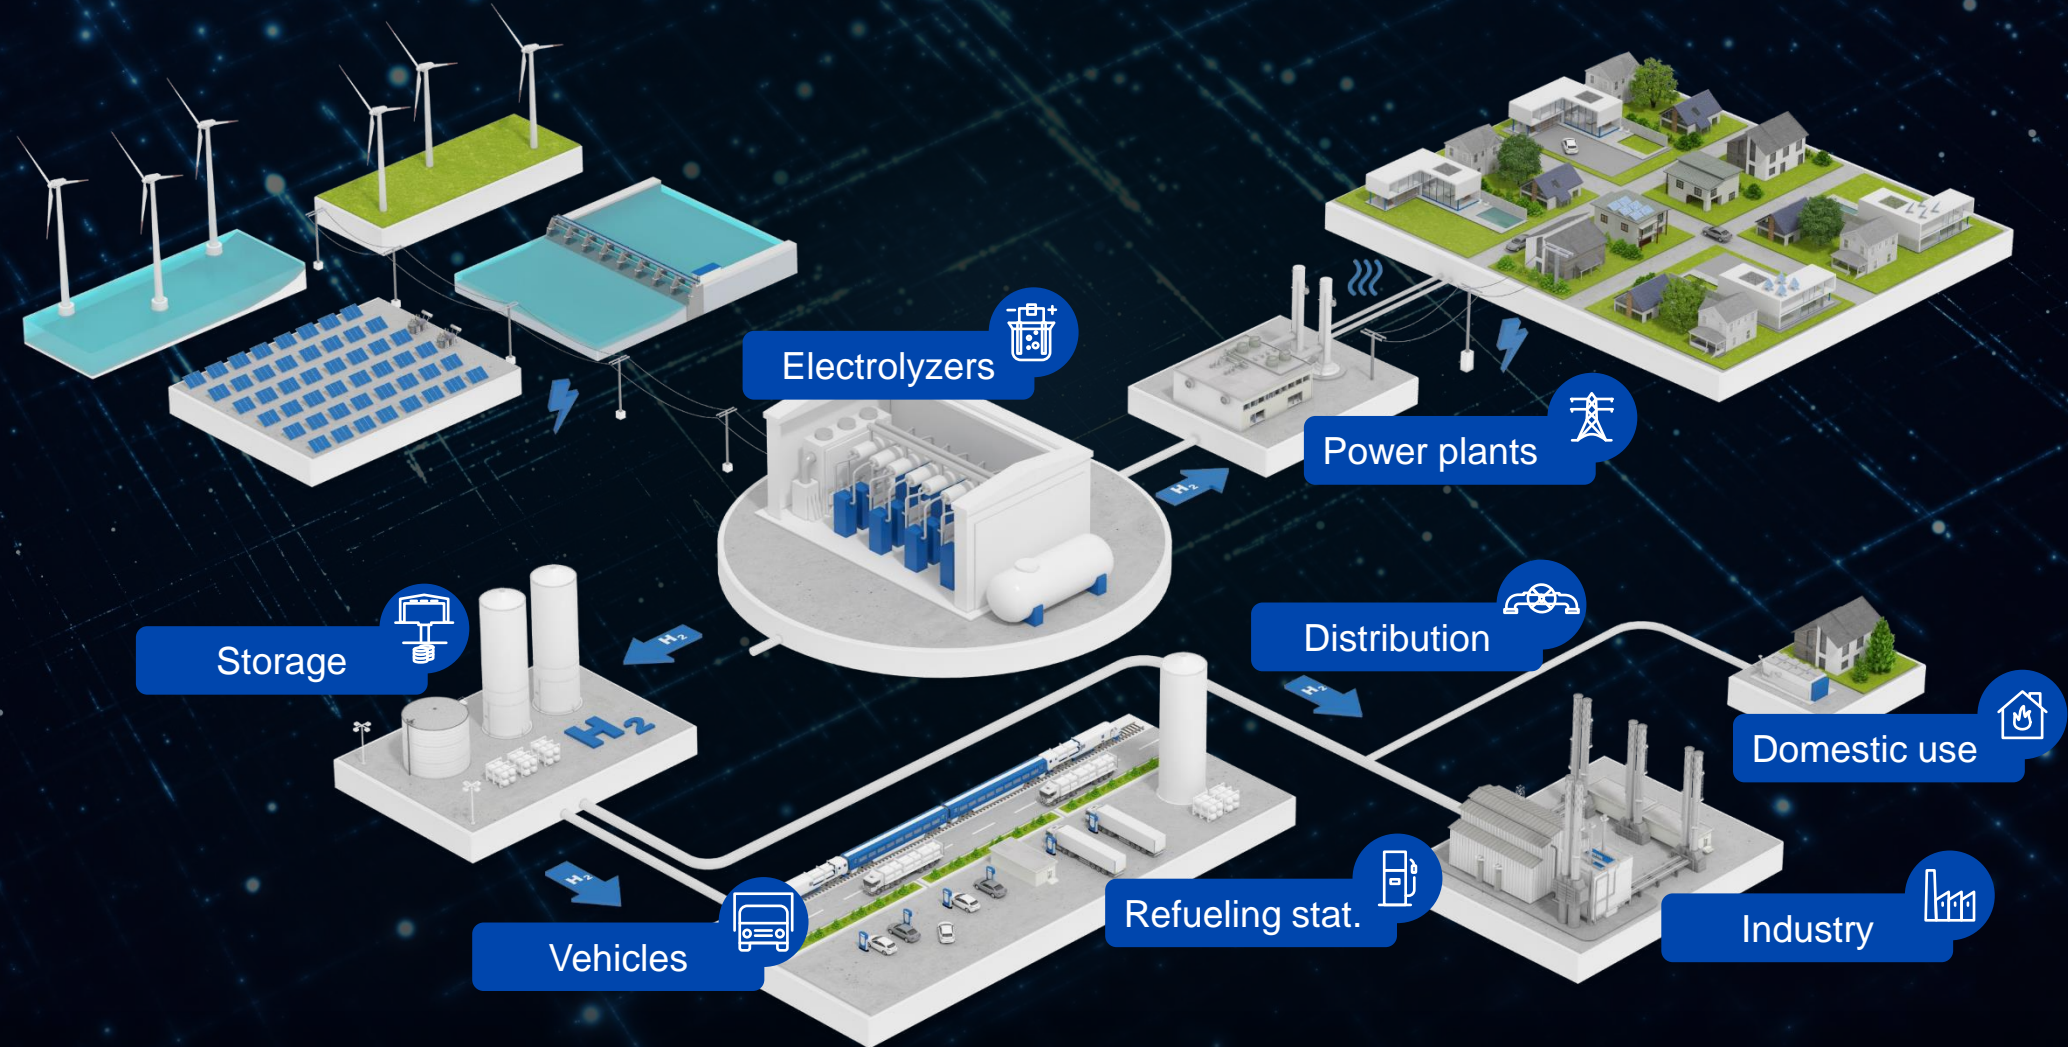 Electrolyzers
Power plants
H₂
Storage
H₂
H₂
Distribution
H₂
Domestic use
H₂
Vehicles
Refueling stat.
Industry